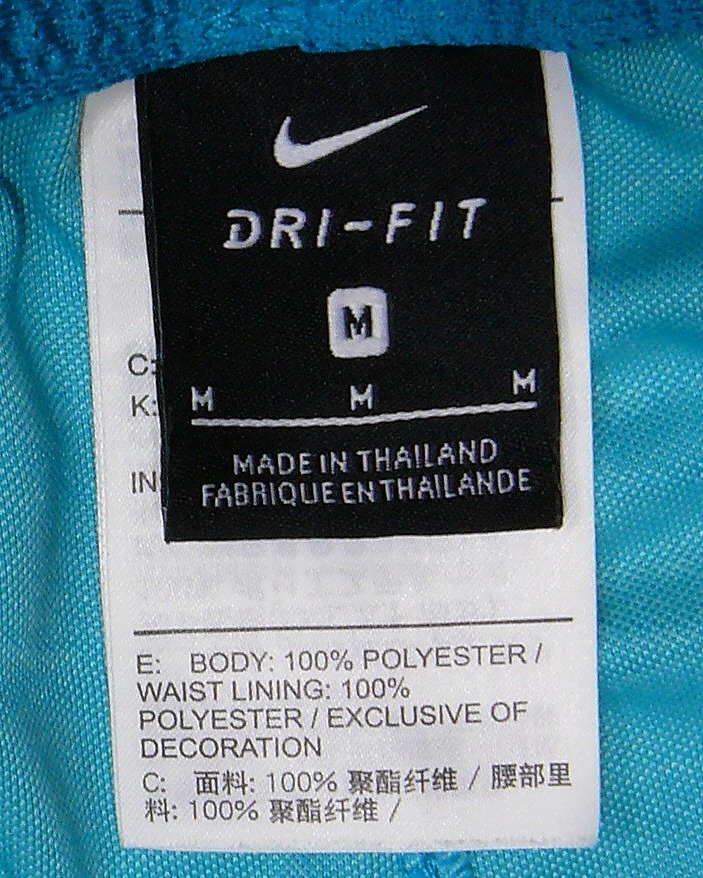 DRI-FIT
M
M M M
MADE IN THAILAND
FABRIQUE EN THAILANDE
C:
K:
IN
E: BODY: 100% POLYESTER /
WAIST LINING: 100%
POLYESTER / EXCLUSIVE OF
DECORATION
C: 面料: 100% 聚酯纤维 / 腰部里
料: 100% 聚酯纤维 /